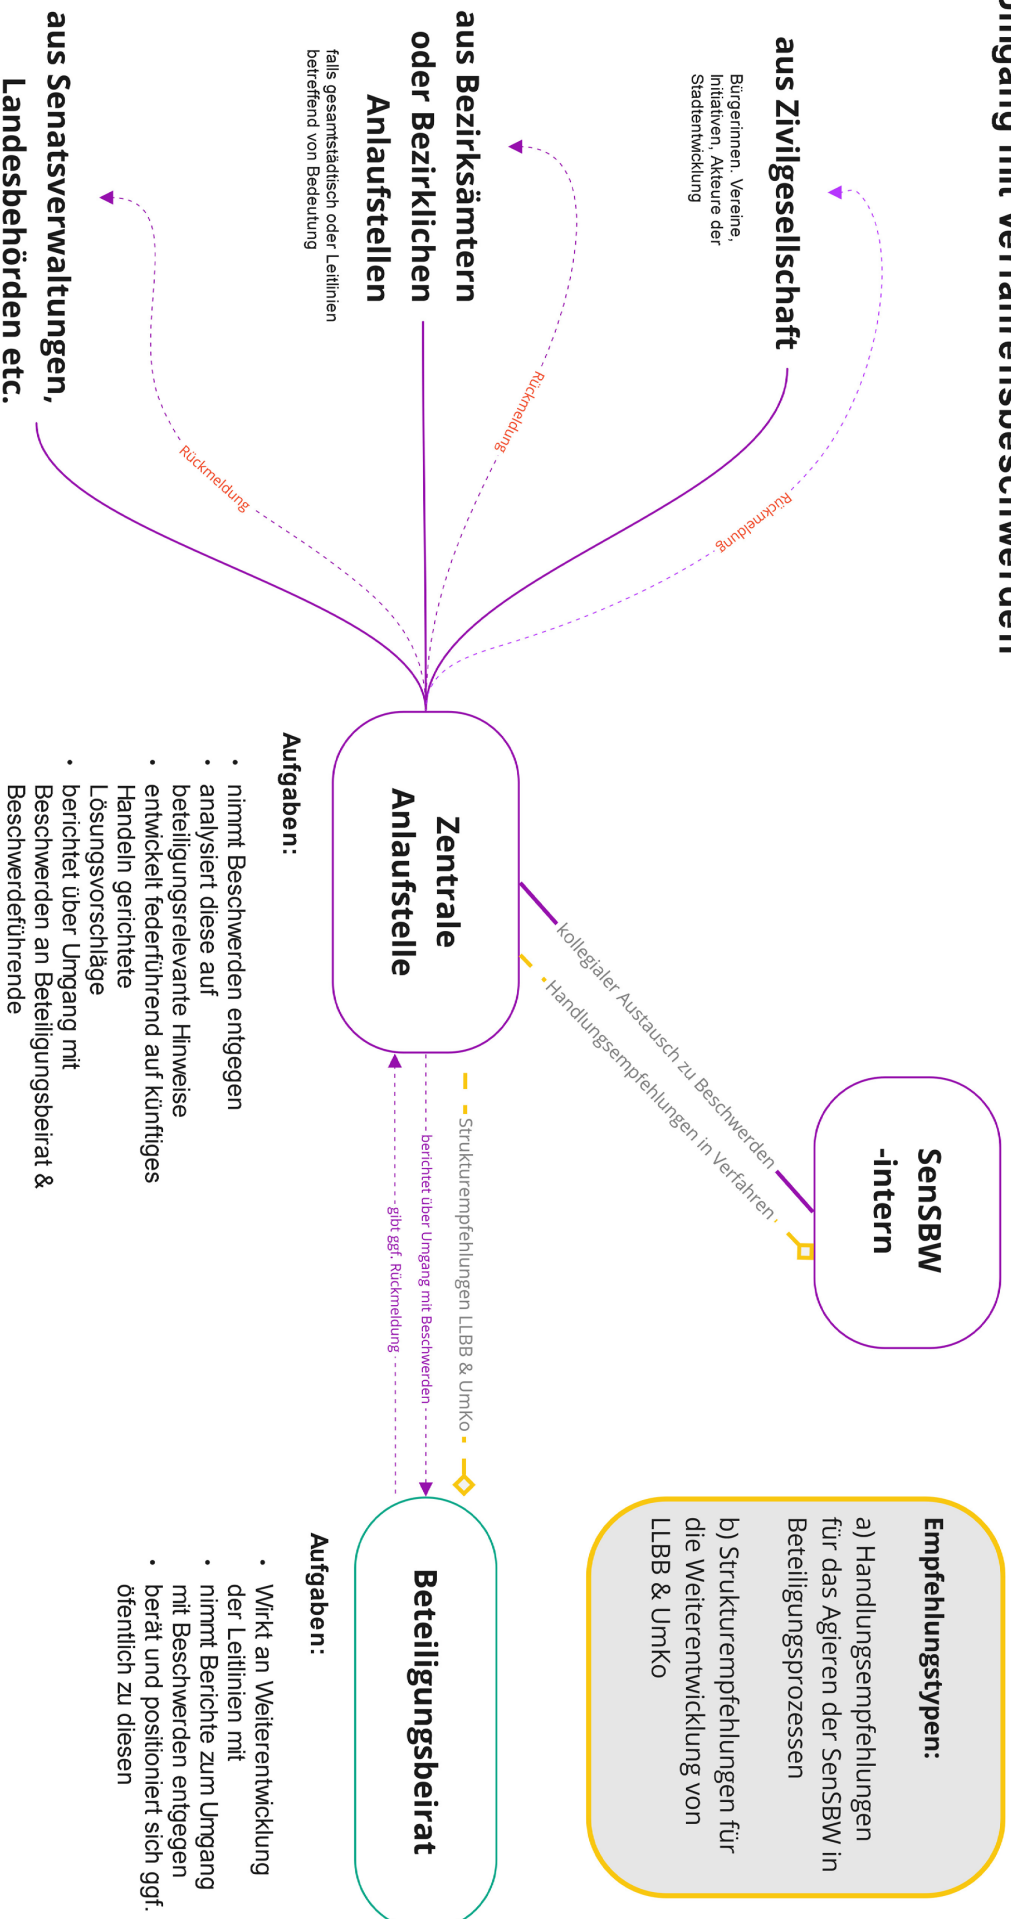 Umgang mit Verfahrensbeschwerden
aus Zivilgesellschaft
Bürgerinnen. Vereine,
Initiativen, Akteure der
Stadtentwicklung
Rückmeldung
aus Bezirksämtern
oder Bezirklichen
Anlaufstellen
falls gesamtstädtisch oder Leitlinien
betreffend von Bedeutung
Rückmeldung
aus Senatsverwaltungen,
Landesbehörden etc.
Rückmeldung
Zentrale
Anlaufstelle
Aufgaben:
• nimmt Beschwerden entgegen
• analysiert diese auf
beteiligungsrelevante Hinweise
• entwickelt federführend auf künftiges
Handeln gerichtete
Lösungsvorschläge
• berichtet über Umgang mit
Beschwerden an Beteiligungsbeirat &
Beschwerdeführende
kollegialer Austausch zu Beschwerden
Handlungsempfehlungen in Verfahren
SenSBW
-intern
Strukturempfehlungen LLBB & UmKo
berichtet über Umgang mit Beschwerden
gibt ggf. Rückmeldung
Empfehlungstypen:
a) Handlungsempfehlungen
für das Agieren der SenSBW in
Beteiligungsprozessen
b) Strukturempfehlungen für
die Weiterentwicklung von
LLBB & UmKo
Beteiligungsbeirat
Aufgaben:
• Wirkt an Weiterentwicklung
der Leitlinien mit
• nimmt Berichte zum Umgang
mit Beschwerden entgegen
• berät und positioniert sich ggf.
öfentlich zu diesen